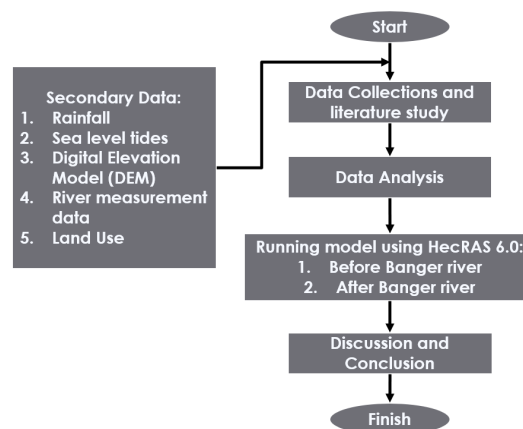 Start
Secondary Data:
1. Rainfall
2. Sea level tides
3. Digital Elevation
Model (DEM)
4. River measurement
data
5. Land Use
Data Collections and
literature study
Data Analysis
Running model using HecRAS 6.0:
1. Before Banger river
2. After Banger river
Discussion and
Conclusion
Finish